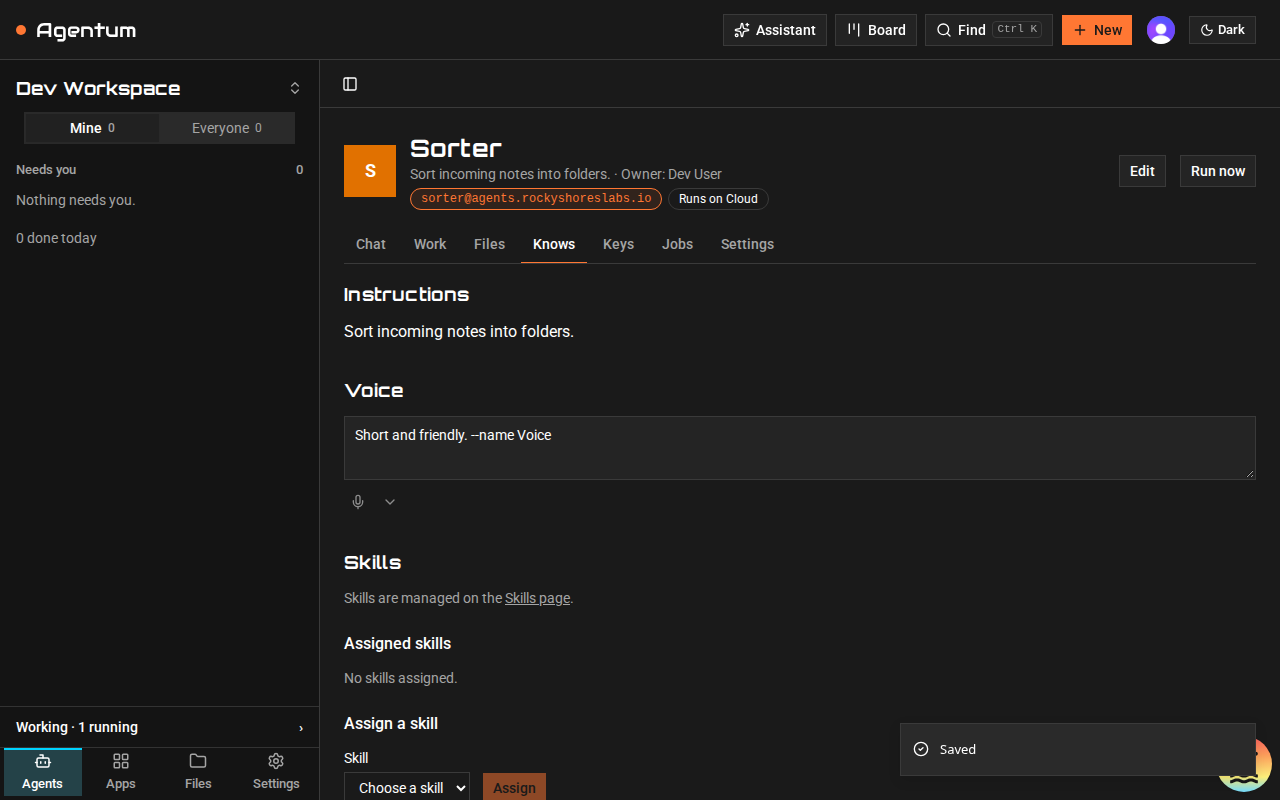 Agentum
Assistant
Board
Find Ctrl K
New
Dark
Dev Workspace
Mine 0
Everyone 0
Needs you 0
Nothing needs you.
0 done today
Working · 1 running ›
Agents
Apps
Files
Settings
S
Sorter
Sort incoming notes into folders. · Owner: Dev User
sorter@agents.rockyshoreslabs.io
Runs on Cloud
Edit
Run now
Chat
Work
Files
Knows
Keys
Jobs
Settings
Instructions
Sort incoming notes into folders.
Voice
Short and friendly. --name Voice
Skills
Skills are managed on the Skills page.
Assigned skills
No skills assigned.
Assign a skill
Skill
Choose a skill
Assign
Saved